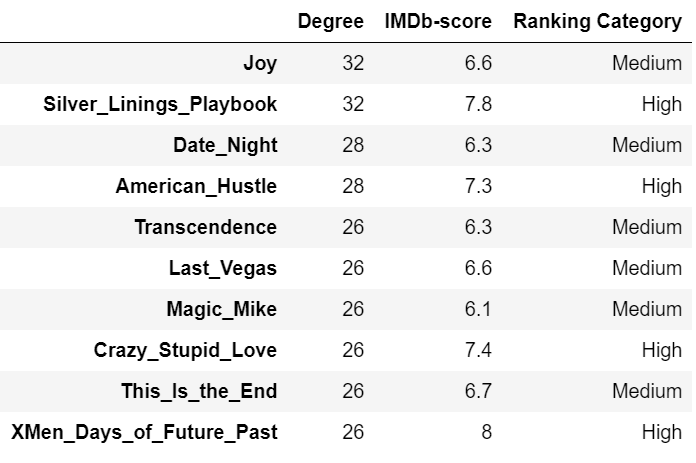 Degree IMDb-score Ranking Category
Joy 32 6.6 Medium
Silver_Linings_Playbook 32 7.8 High
Date_Night 28 6.3 Medium
American_Hustle 28 7.3 High
Transcendence 26 6.3 Medium
Last_Vegas 26 6.6 Medium
Magic_Mike 26 6.1 Medium
Crazy_Stupid_Love 26 7.4 High
This_Is_the_End 26 6.7 Medium
XMen_Days_of_Future_Past 26 8 High